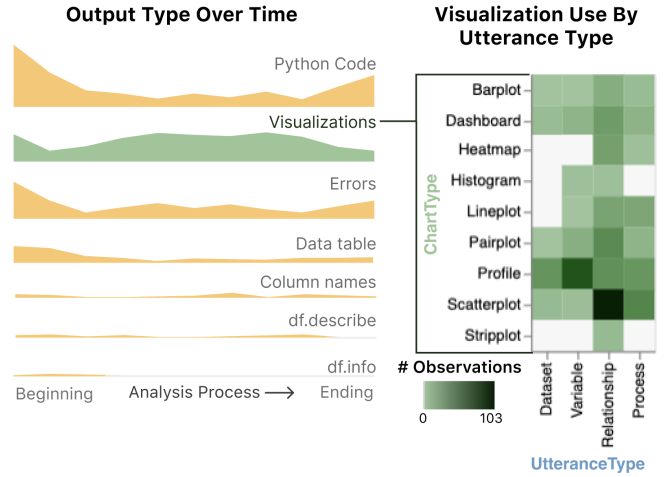 Output Type Over Time
Python Code
Visualizations
Errors
Data table
Column names
df.describe
df.info
Beginning
Analysis Process
Ending
Visualization Use By
Utterance Type
ChartType
Barplot
Dashboard
Heatmap
Histogram
Lineplot
Pairplot
Profile
Scatterplot
Stripplot
# Observations
0
103
Dataset
Variable
Relationship
Process
UtteranceType